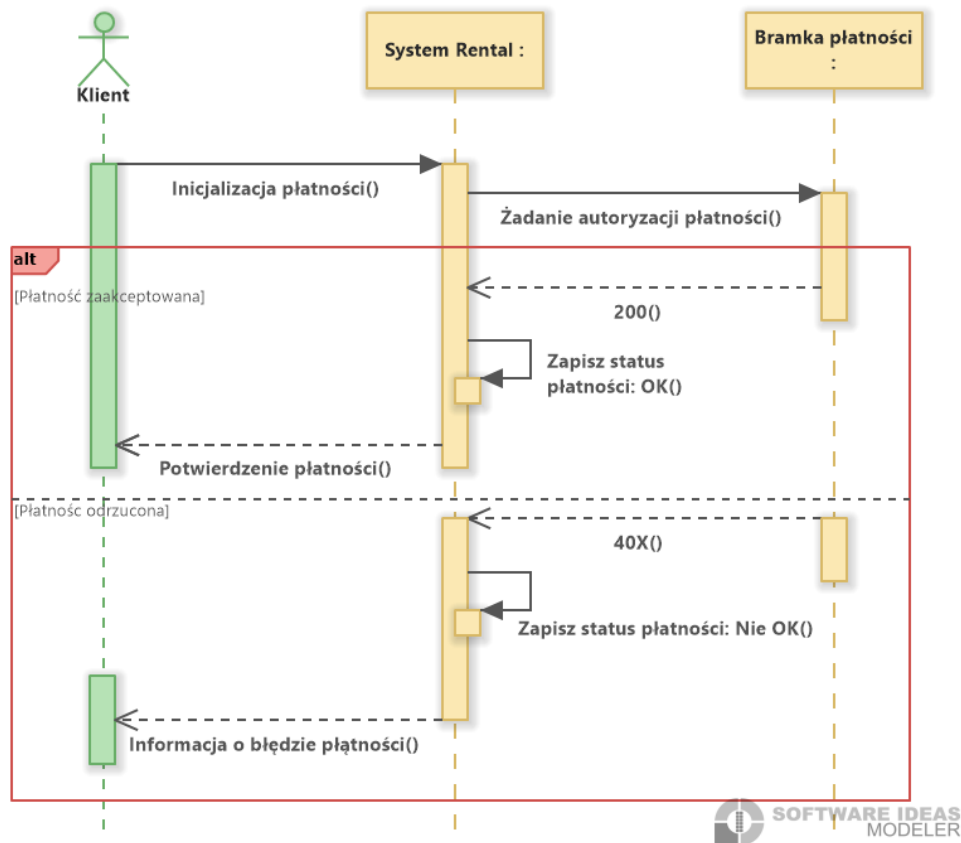 Klient
System Rental :
Bramka płatności
:
Inicjalizacja płatności()
Żadanie autoryzacji płatności()
alt
[Płatność zaakceptowana]
200()
Zapisz status
płatności: OK()
Potwierdzenie płatności()
[Płatnośc odrzucona]
40X()
Zapisz status płatności: Nie OK()
Informacja o błędzie płątności()
SOFTWARE IDEAS
MODELER